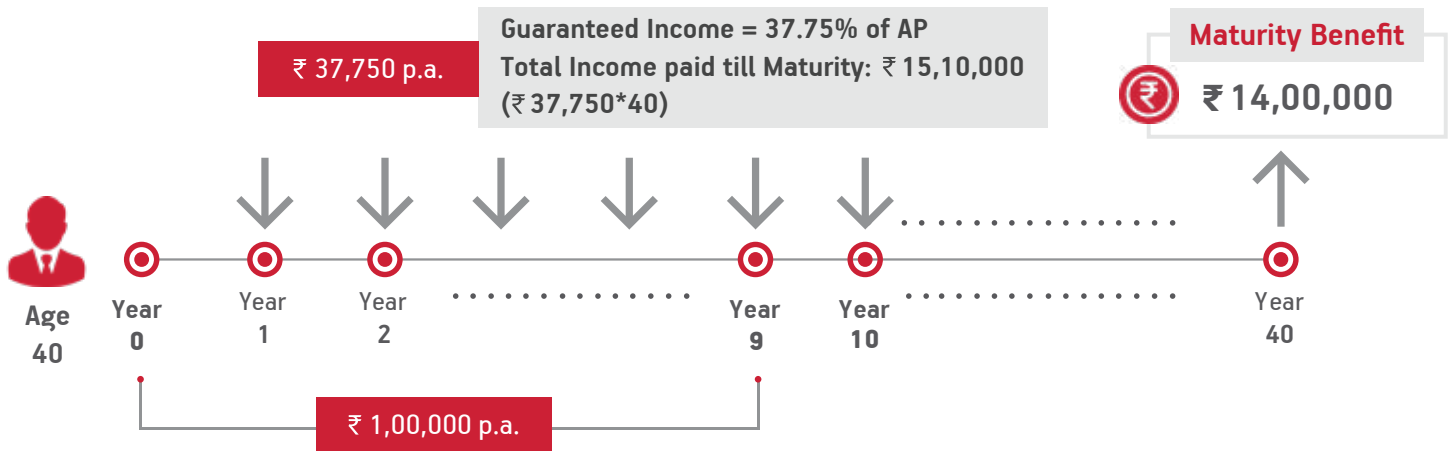 ₹ 37,750 p.a.
Guaranteed Income = 37.75% of AP
Total Income paid till Maturity: ₹ 15,10,000
(₹ 37,750*40)
Maturity Benefit
₹ 14,00,000
Age
40
Year
0
Year
1
Year
2
Year
9
Year
10
Year
40
₹ 1,00,000 p.a.